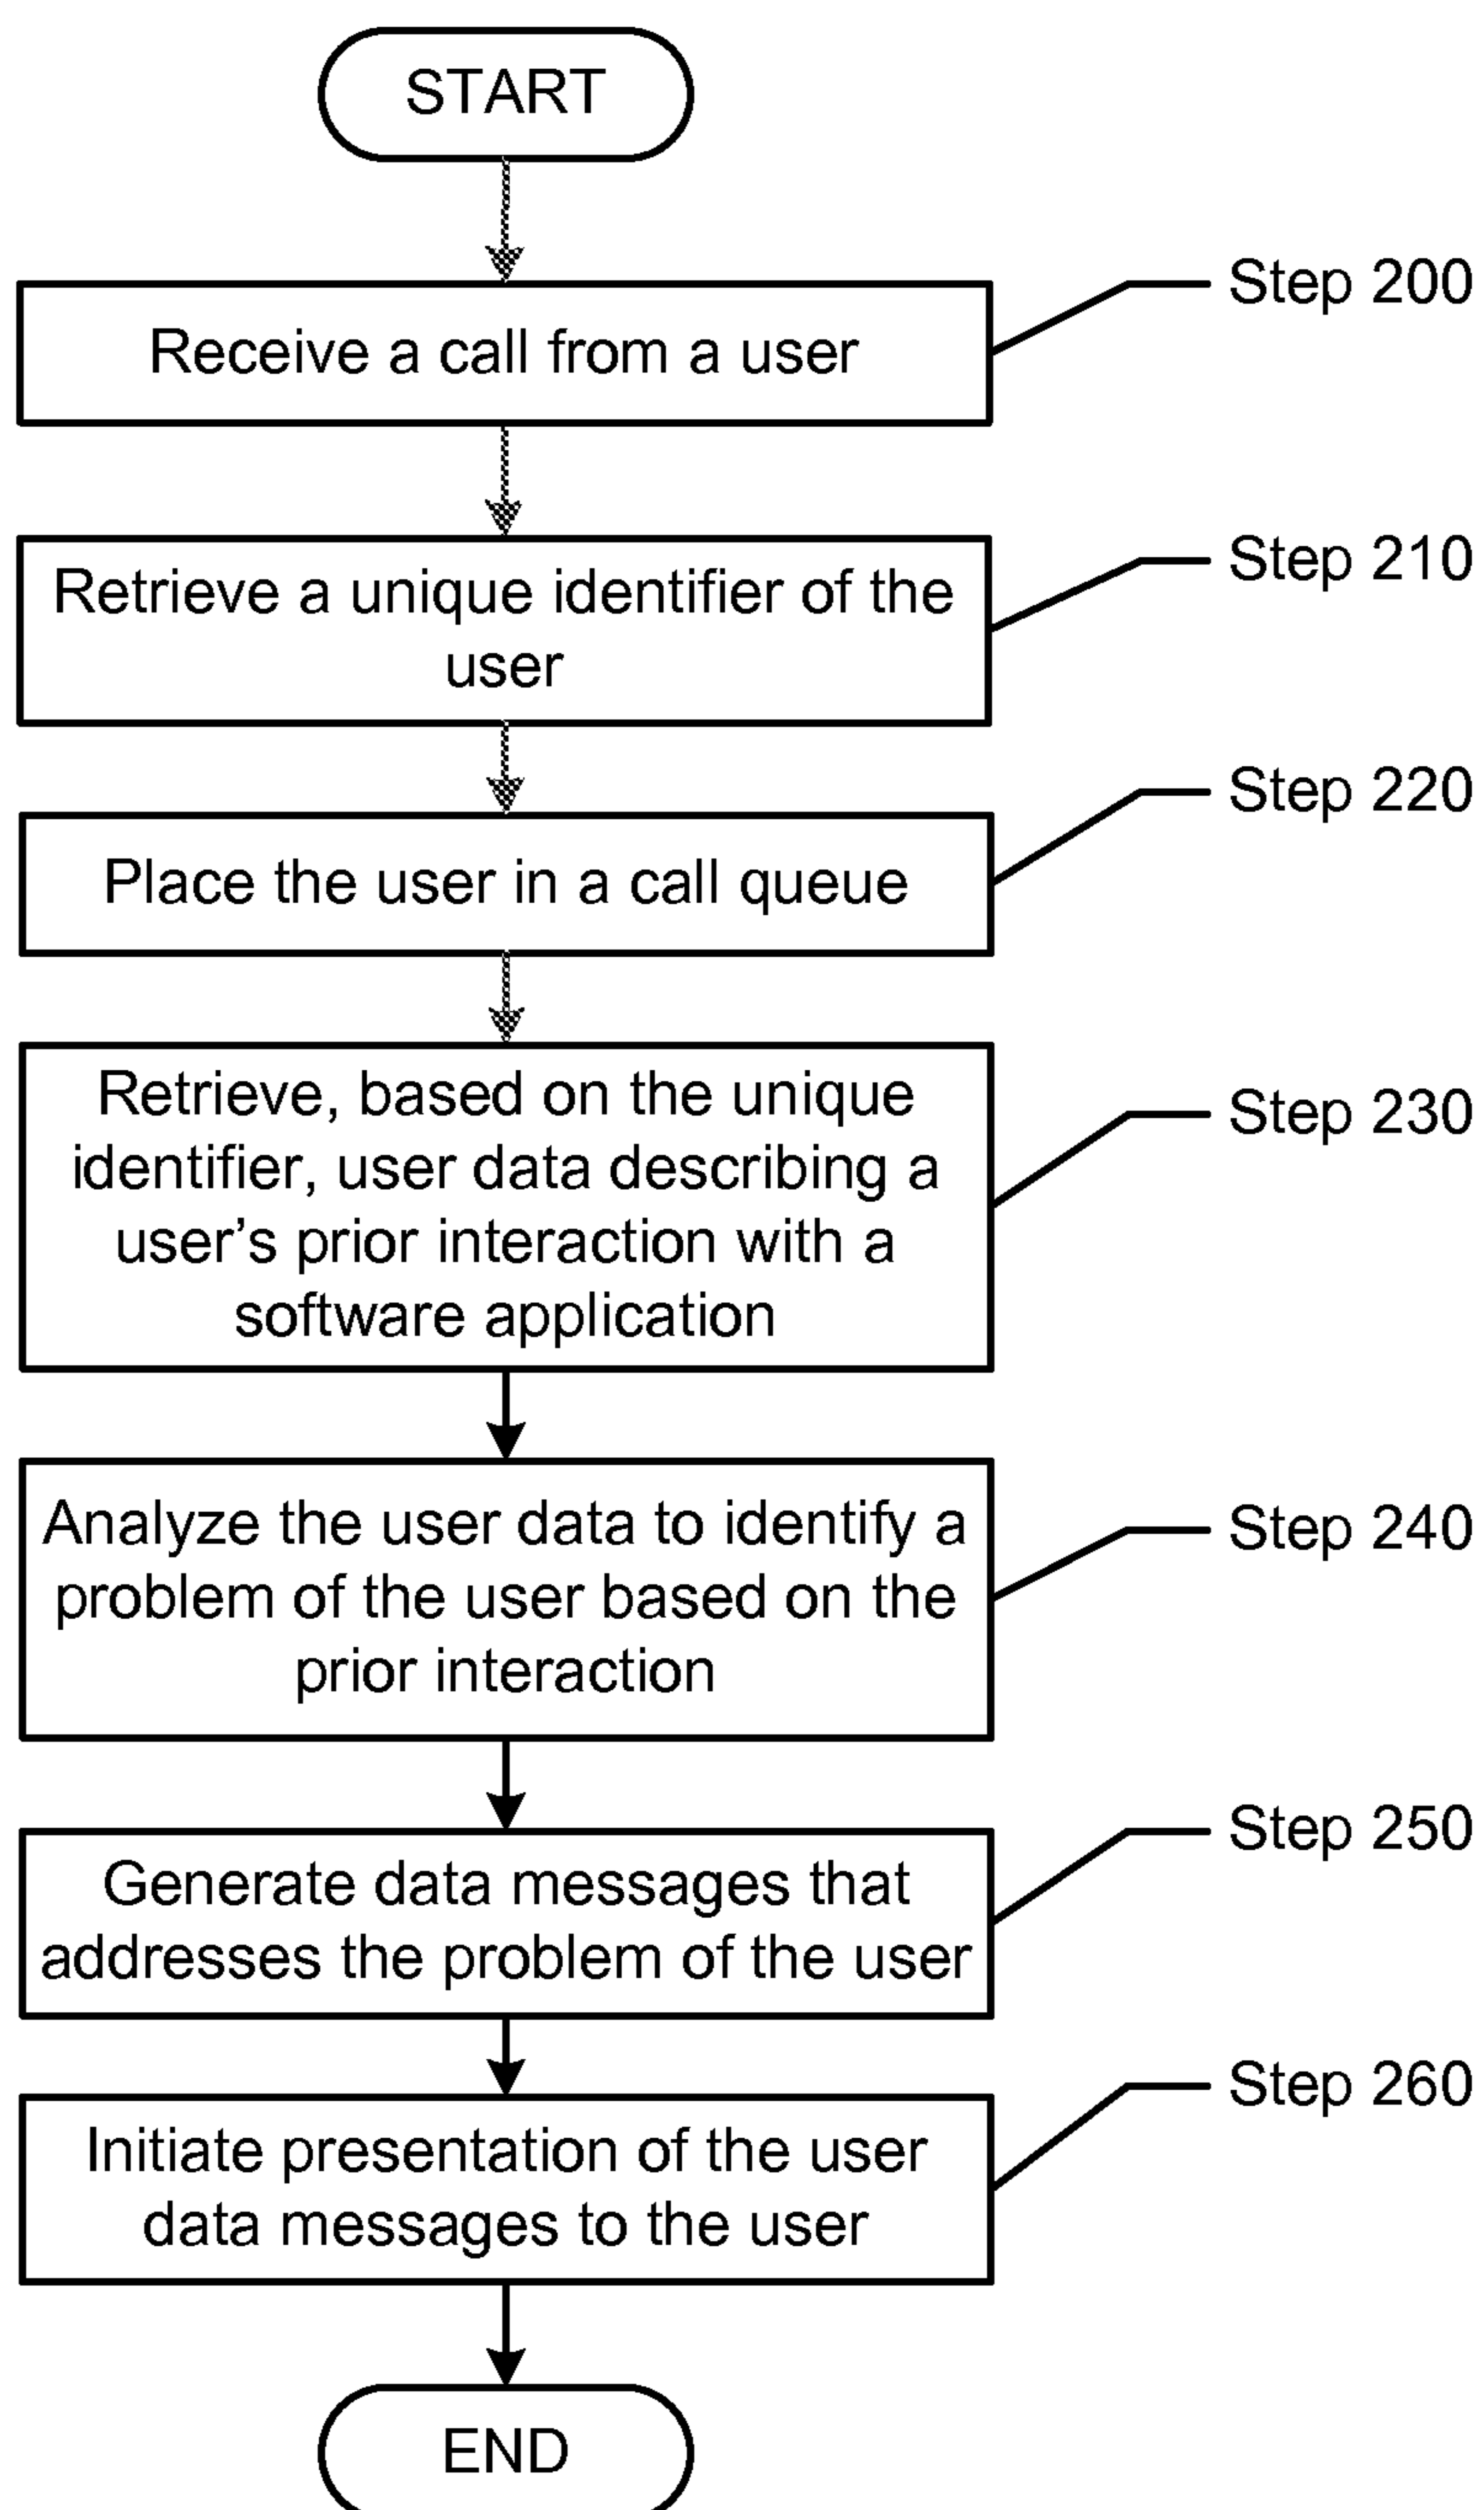 START
Step 200
Receive a call from a user
Step 210
Retrieve a unique identifier of the
user
Step 220
Place the user in a call queue
Step 230
Retrieve, based on the unique
identifier, user data describing a
user's prior interaction with a
software application
Step 240
Analyze the user data to identify a
problem of the user based on the
prior interaction
Step 250
Generate data messages that
addresses the problem of the user
Step 260
Initiate presentation of the user
data messages to the user
END